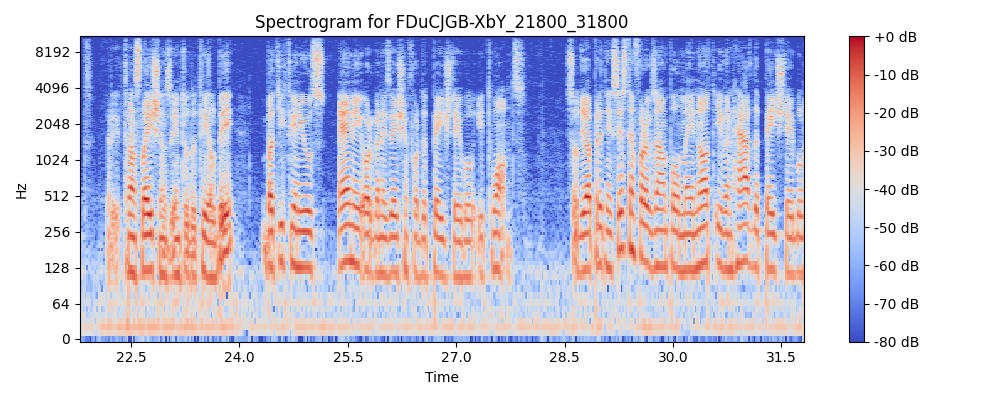 Spectrogram for FDuCJGB-XbY_21800_31800
Hz
8192
4096
2048
1024
512
256
128
64
0
22.5 24.0 25.5 27.0 28.5 30.0 31.5
Time
+0 dB
-10 dB
-20 dB
-30 dB
-40 dB
-50 dB
-60 dB
-70 dB
-80 dB